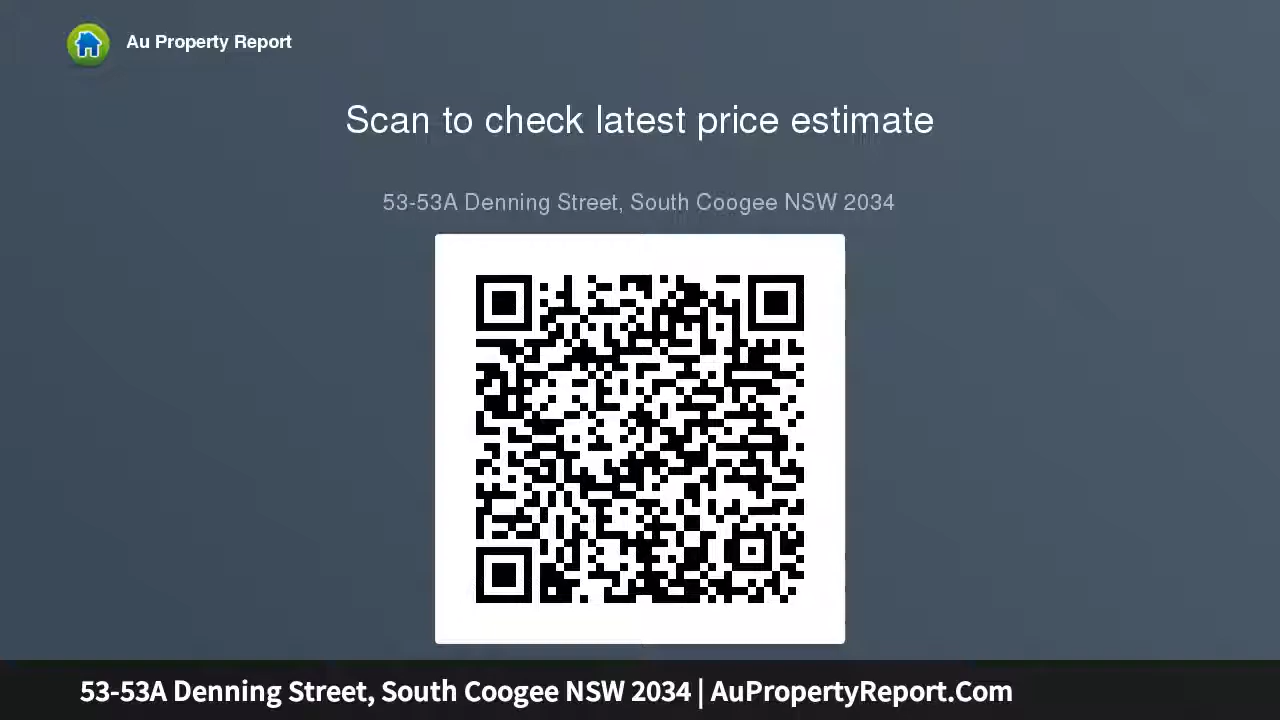 Au Property Report
Scan to check latest price estimate
53-53A Denning Street, South Coogee NSW 2034
53-53A Denning Street, South Coogee NSW 2034 | AuPropertyReport.Com